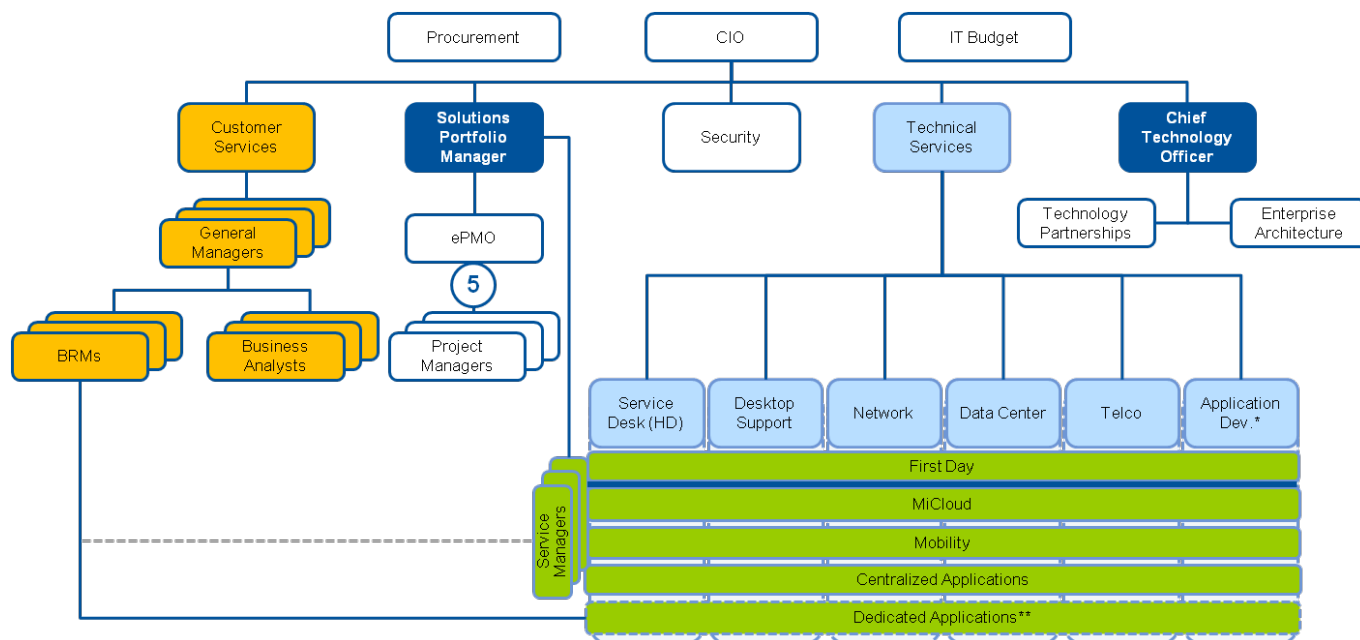 Procurement
CIO
IT Budget
Customer
Services
Solutions
Portfolio
Manager
Security
Technical
Services
Chief
Technology
Officer
General
Managers
ePMO
Technology
Partnerships
Enterprise
Architecture
5
BRMs
Business
Analysts
Project
Managers
Service
Desk (HD)
Desktop
Support
Network
Data Center
Telco
Application
Dev.*
Service Managers
First Day
MiCloud
Mobility
Centralized Applications
Dedicated Applications**